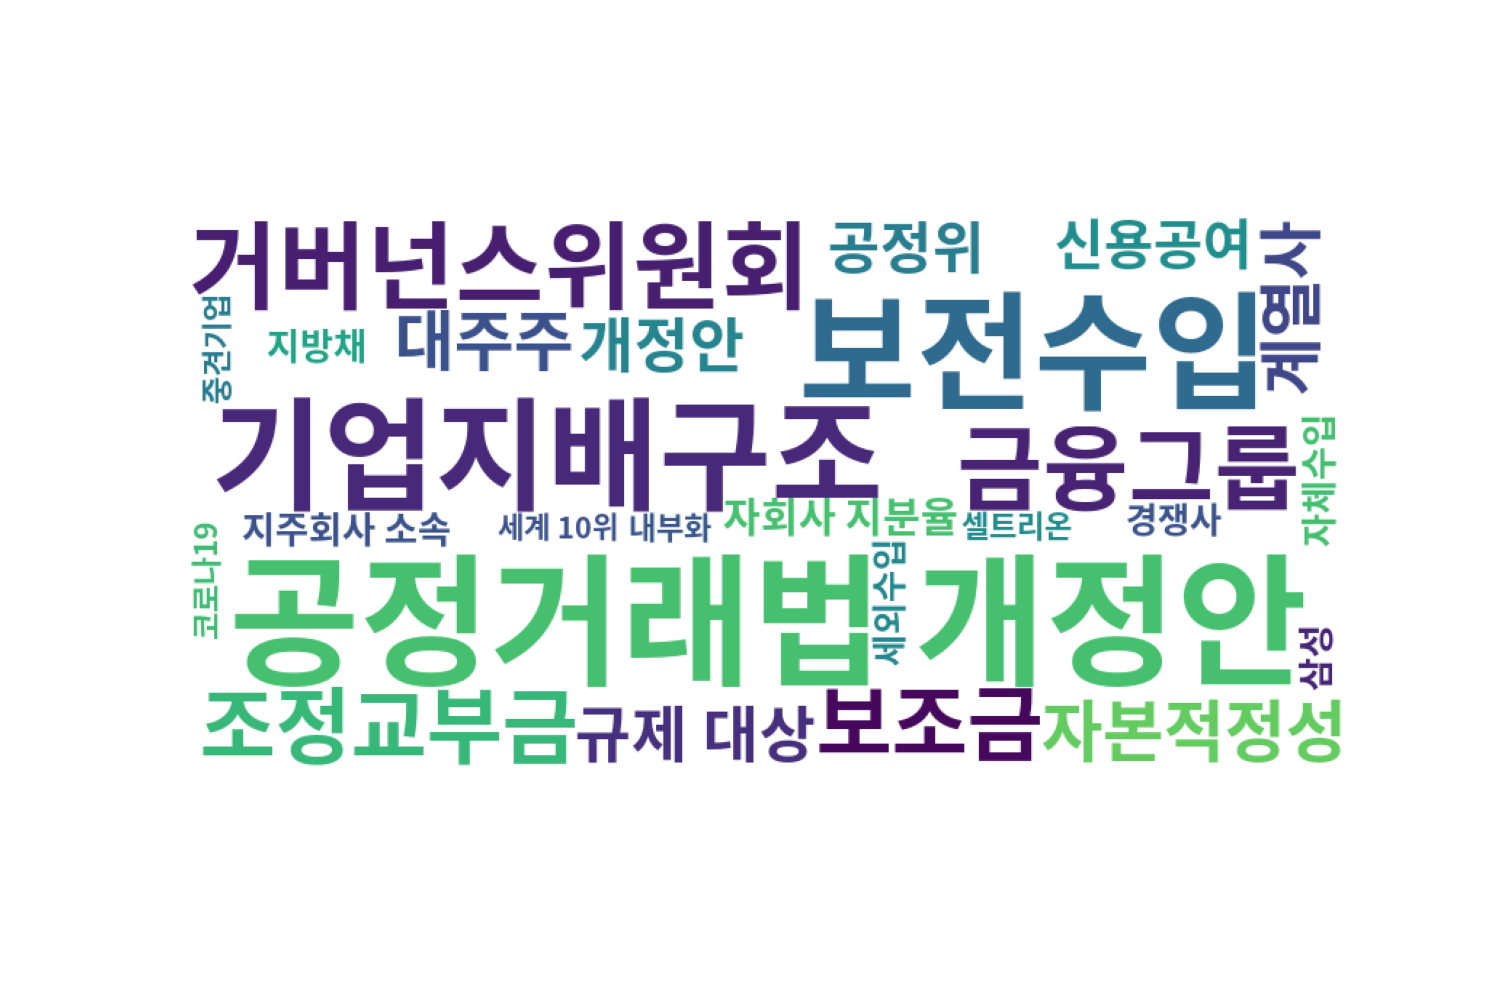 거버넌스위원회
공정위
신용공여
계열사
중견기업
지방채
대주주
개정안
보전수입
기업지배구조
금융그룹
자체수입
지주회사 소속
세계 10위
내부화
자회사 지분율
셀트리온
경쟁사
코로나19
공정거래법 개정안
세외수입
삼성
조정교부금
규제 대상
보조금
자본적정성